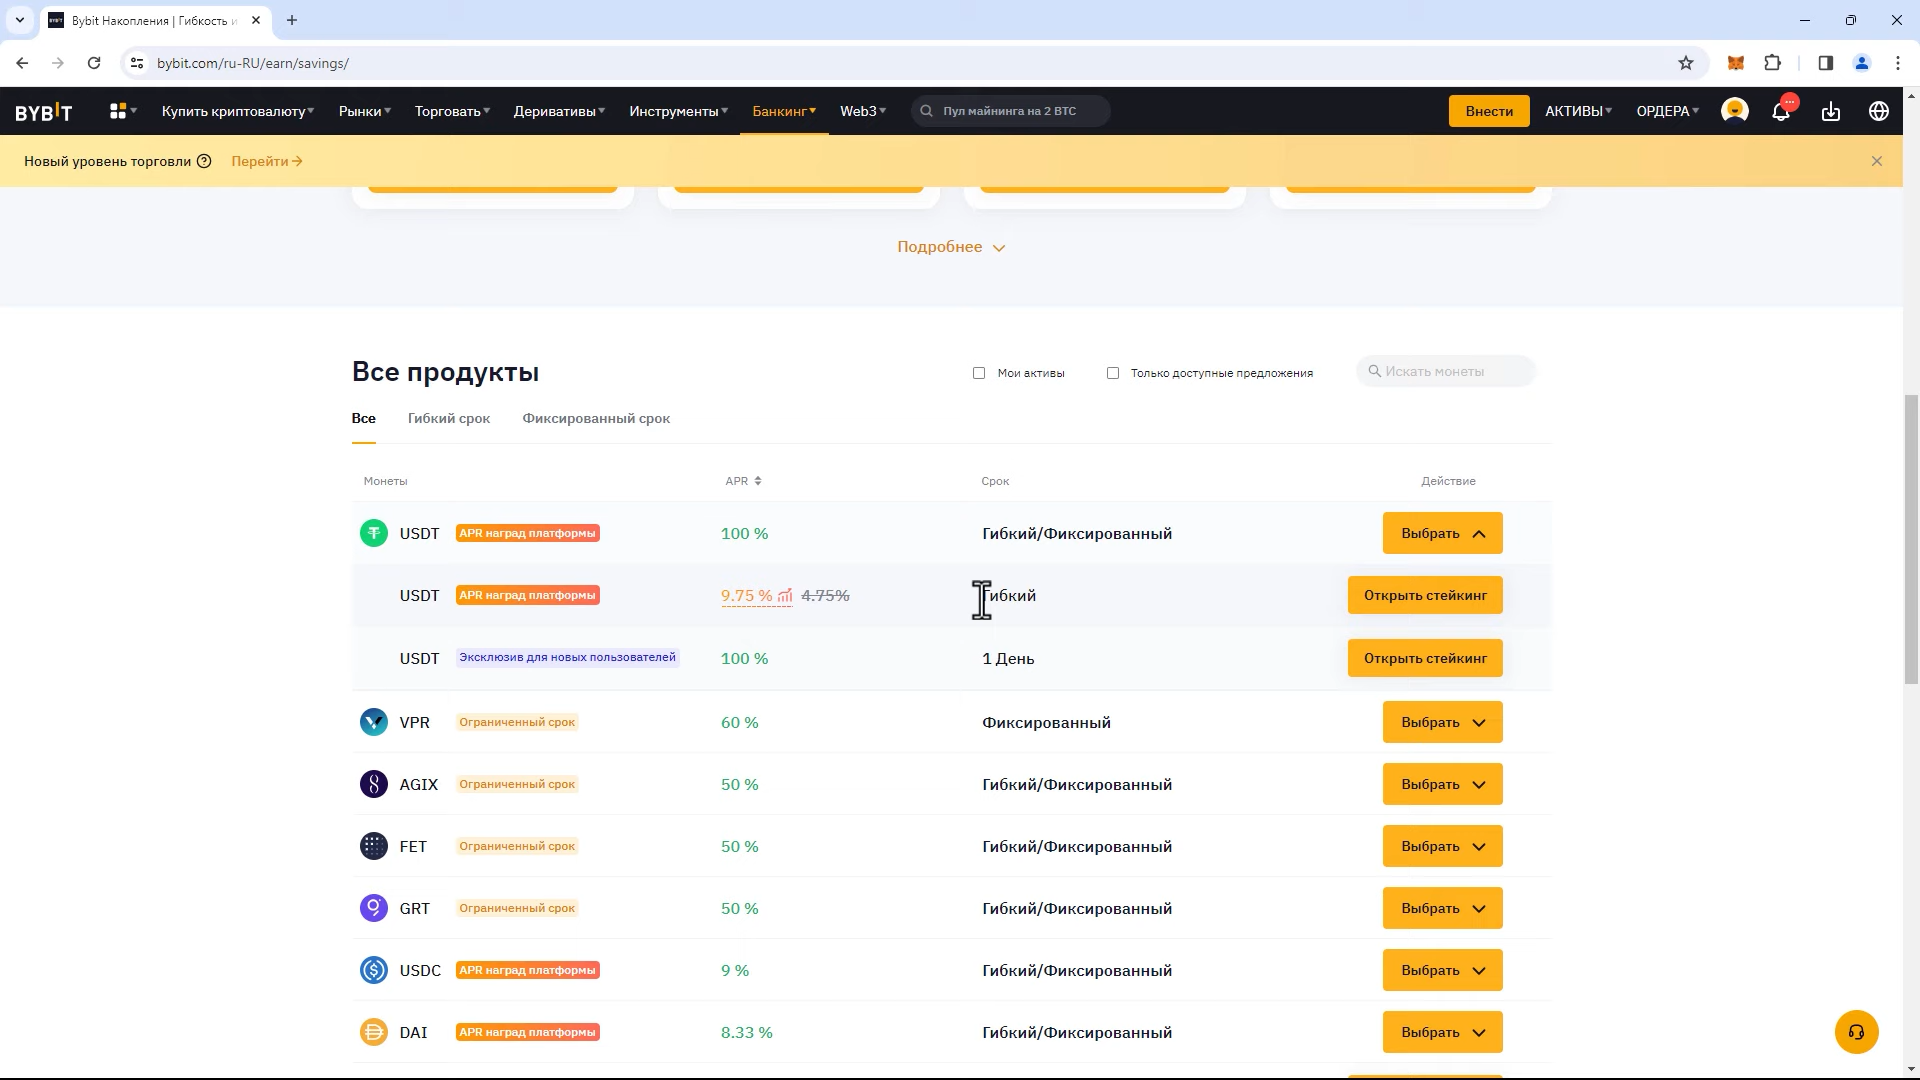 Bybit Накопления | Гибкость и
bybit.com/ru-RU/earn/savings/
BYBIT Купить криптовалюту Рынки Торговать Деривативы Инструменты Банкинг Web3 Пул майнинга на 2 BTC Внести АКТИВЫ ОРДЕРА
Новый уровень торговли Перейти
Подробнее
Все продукты Мои активы Только доступные предложения Искать монеты
Все Гибкий срок Фиксированный срок
Монеты APR Срок Действие
USDT APR наград платформы 100 % Гибкий/Фиксированный Выбрать
USDT APR наград платформы 9.75 % 4.75% Гибкий Открыть стейкинг
USDT Эксклюзив для новых пользователей 100 % 1 День Открыть стейкинг
VPR Ограниченный срок 60 % Фиксированный Выбрать
AGIX Ограниченный срок 50 % Гибкий/Фиксированный Выбрать
FET Ограниченный срок 50 % Гибкий/Фиксированный Выбрать
GRT Ограниченный срок 50 % Гибкий/Фиксированный Выбрать
USDC APR наград платформы 9 % Гибкий/Фиксированный Выбрать
DAI APR наград платформы 8.33 % Гибкий/Фиксированный Выбрать